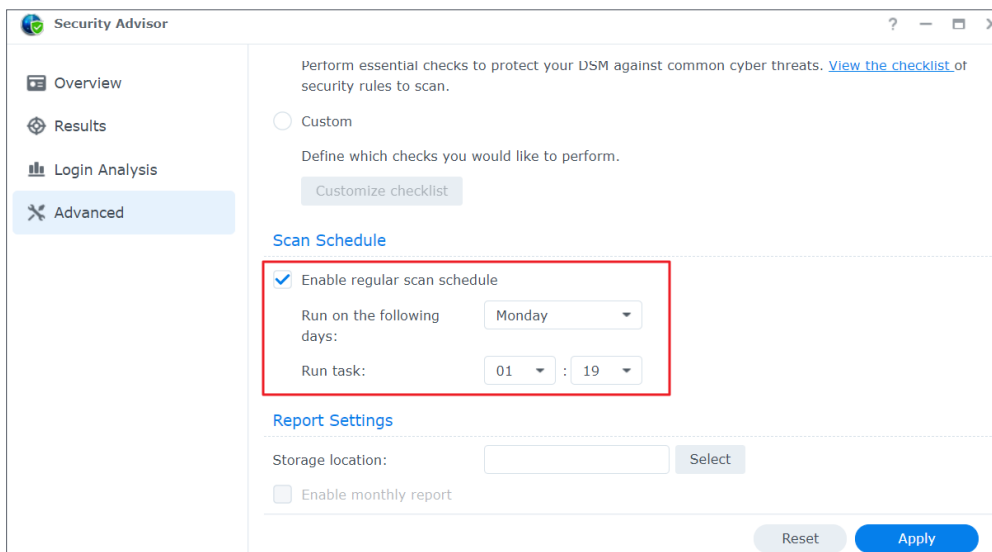 Security Advisor
?
Overview
Results
Login Analysis
Advanced
Perform essential checks to protect your DSM against common cyber threats. View the checklist of
security rules to scan.
Custom
Define which checks you would like to perform.
Customize checklist
Scan Schedule
Enable regular scan schedule
Run on the following
days:
Monday
Run task:
01 : 19
Report Settings
Storage location:
Select
Enable monthly report
Reset
Apply